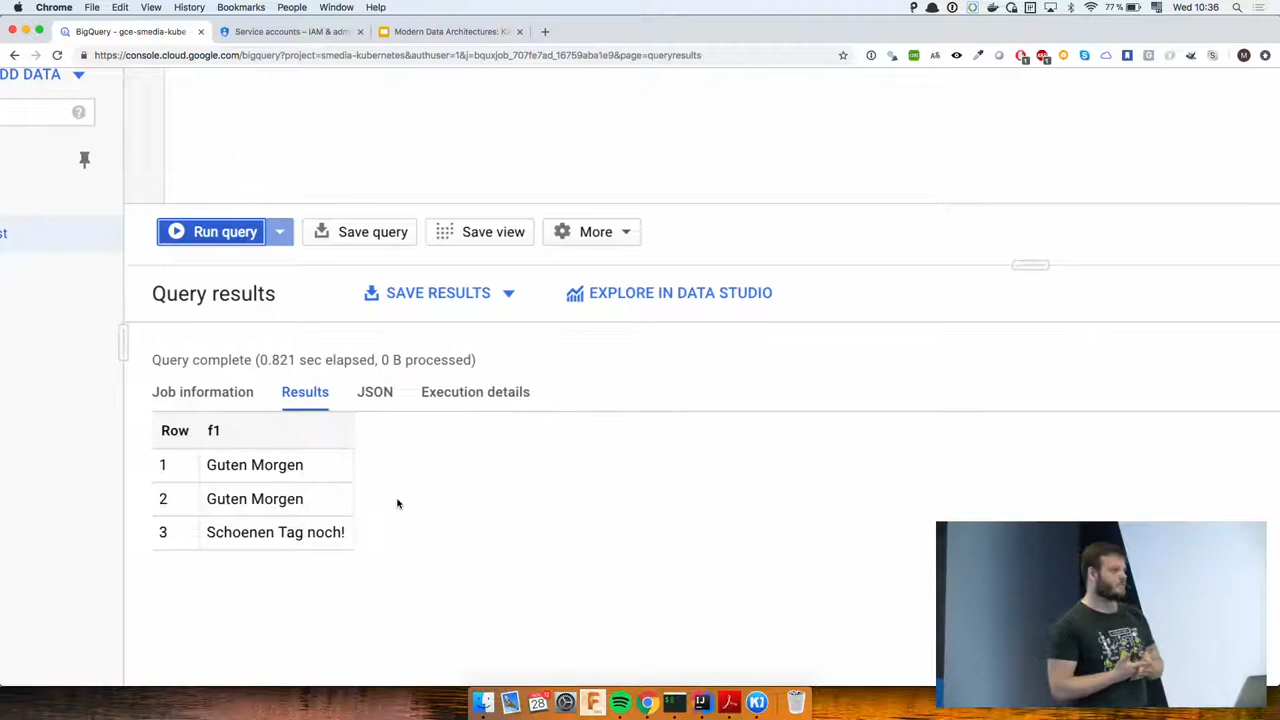 Chrome File Edit View History Bookmarks People Window Help 77 % Wed 10:36
BigQuery - gce-smedia-kube Service accounts – IAM & adm Modern Data Architectures: K
https://console.cloud.google.com/bigquery?project=smedia-kubernetes&authuser=1&j=bquxjob_707fe7ad_16759aba1e9&page=queryresults
DD DATA
st
Run query Save query Save view More
Query results SAVE RESULTS EXPLORE IN DATA STUDIO
Query complete (0.821 sec elapsed, 0 B processed)
Job information Results JSON Execution details
Row f1
1 Guten Morgen
2 Guten Morgen
3 Schoenen Tag noch!